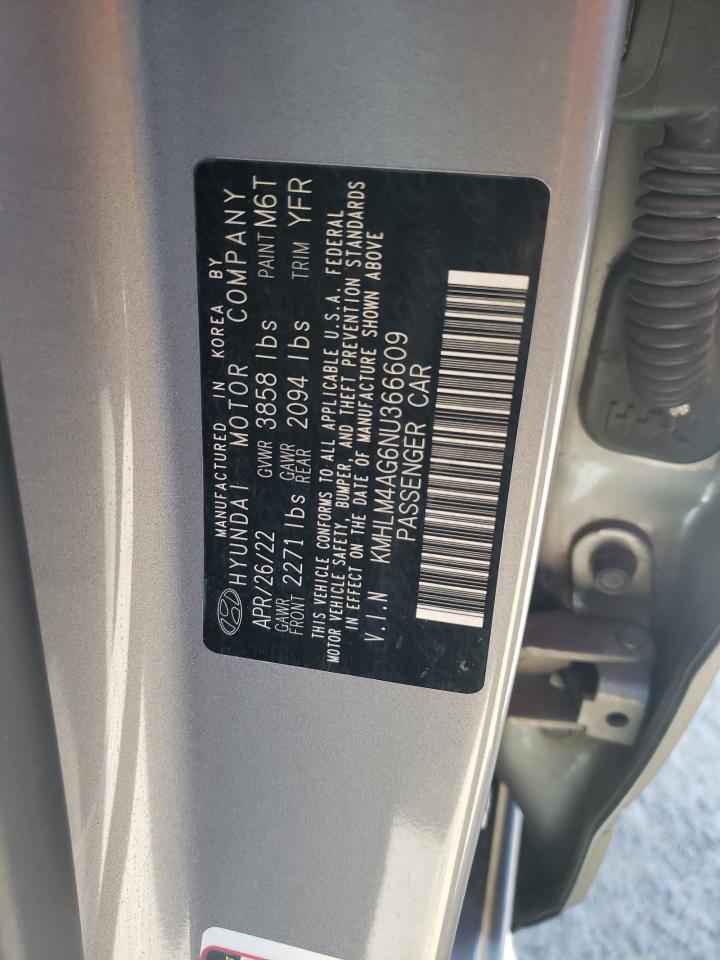 MANUFACTURED IN KOREA BY
HYUNDAI MOTOR COMPANY
APR/26/22 GVWR 3858 lbs PAINT M6T
GAWR FRONT 2271 lbs GAWR REAR 2094 lbs TRIM YFR
THIS VEHICLE CONFORMS TO ALL APPLICABLE U.S.A. FEDERAL
MOTOR VEHICLE SAFETY, BUMPER, AND THEFT PREVENTION STANDARDS
IN EFFECT ON THE DATE OF MANUFACTURE SHOWN ABOVE
V.I.N KMHLM4AG6NU366609
PASSENGER CAR